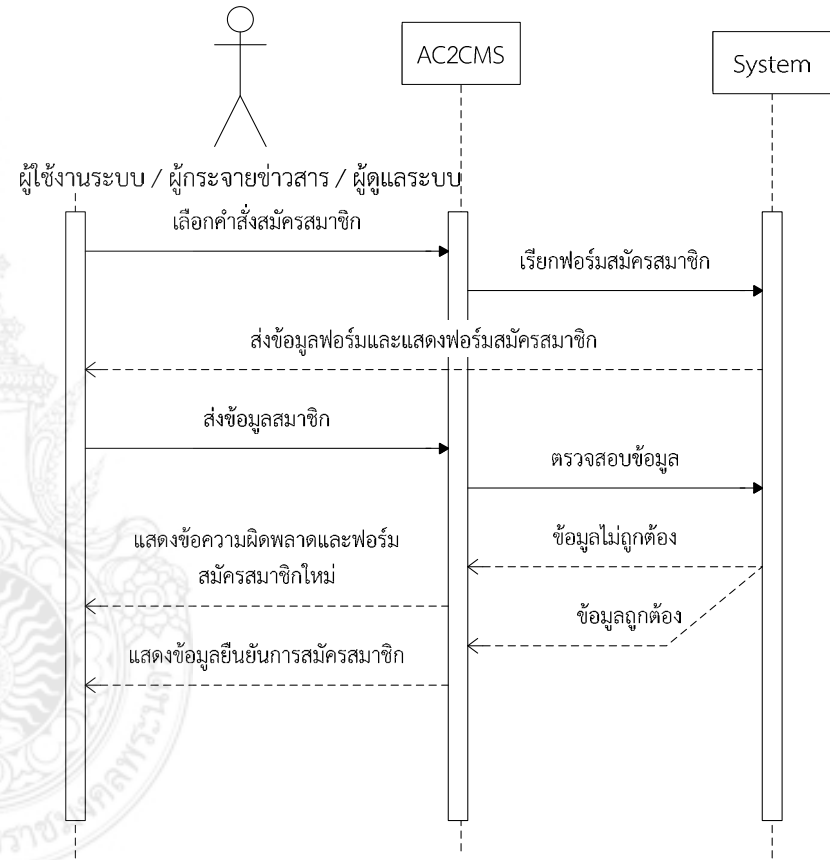 AC2CMS
System
ผู้ใช้งานระบบ / ผู้กระจายข่าวสาร / ผู้ดูแลระบบ
เลือกคำสั่งสมัครสมาชิก
เรียกฟอร์มสมัครสมาชิก
ส่งข้อมูลฟอร์มและแสดงฟอร์มสมัครสมาชิก
ส่งข้อมูลสมาชิก
ตรวจสอบข้อมูล
ข้อมูลไม่ถูกต้อง
แสดงข้อความผิดพลาดและฟอร์ม
สมัครสมาชิกใหม่
ข้อมูลถูกต้อง
แสดงข้อมูลยืนยันการสมัครสมาชิก